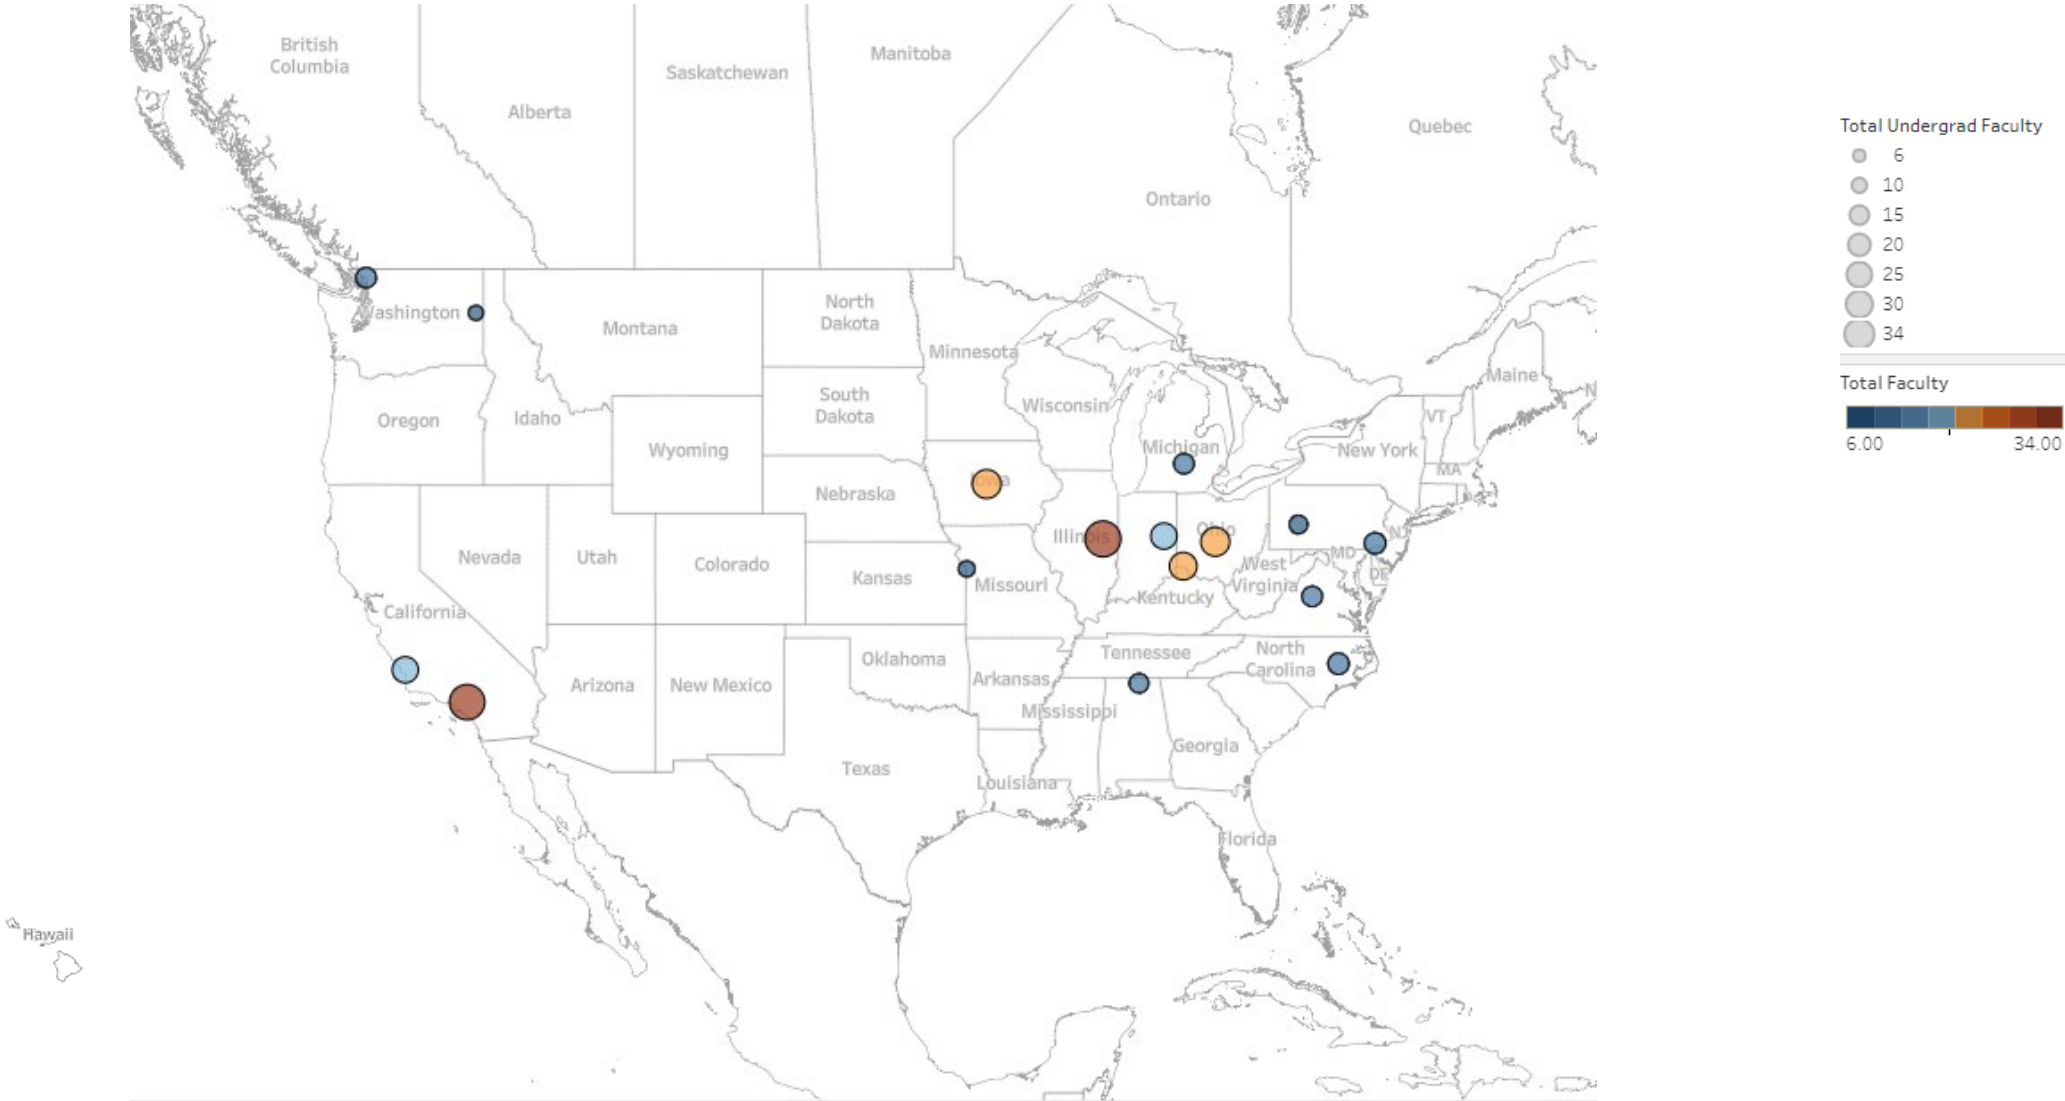 British
Columbia
Alberta
Saskatchewan
Manitoba
Ontario
Quebec
Washington
Montana
North
Dakota
Minnesota
Oregon
Idaho
South
Dakota
Wisconsin
Michigan
Maine
N
VT
New York
MA
Wyoming
Nebraska
Iowa
Nevada
Utah
Colorado
Kansas
Missouri
Illinois
Ohio
NJ
MD
DE
West
Virginia
Kentucky
California
Arizona
New Mexico
Oklahoma
Arkansas
Tennessee
North
Carolina
Mississippi
Georgia
Texas
Louisiana
Florida
Hawaii
Total Undergrad Faculty
6
10
15
20
25
30
34
Total Faculty
6.00 34.00